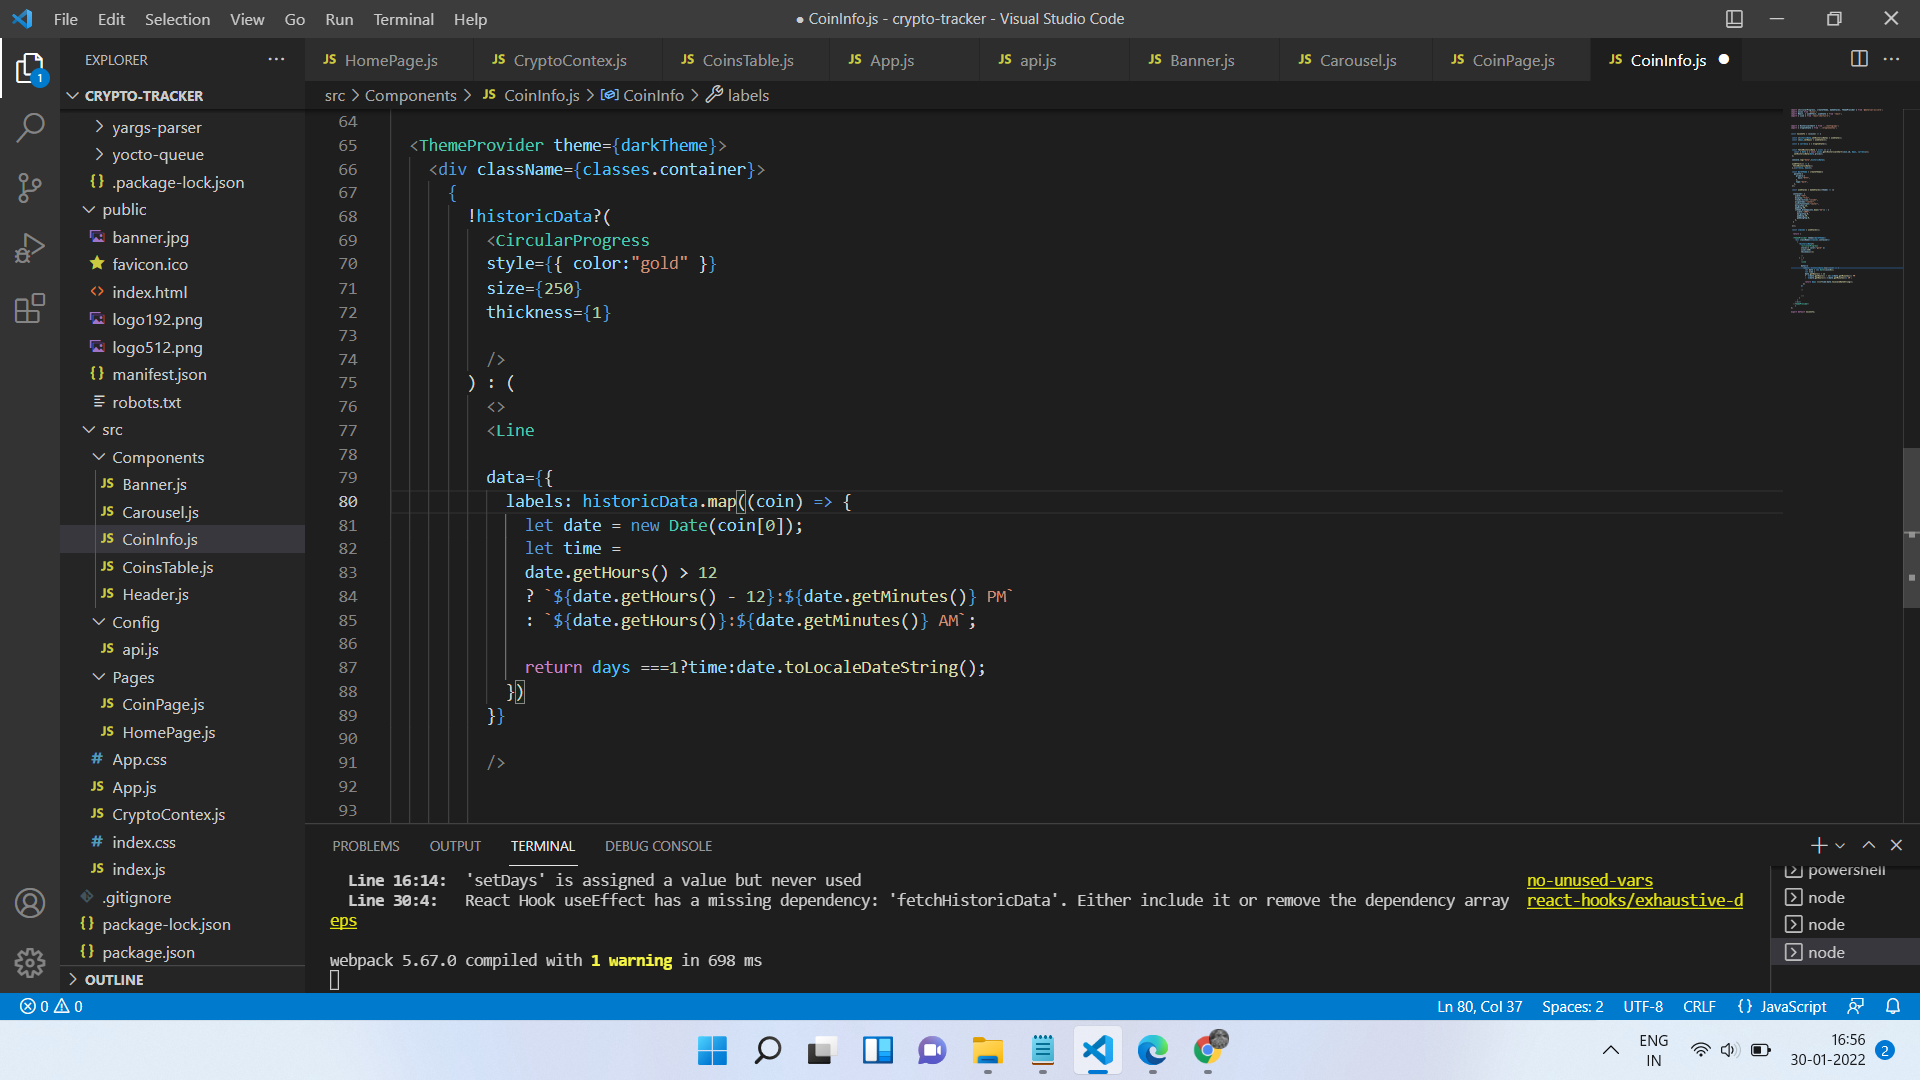 File Edit Selection View Go Run Terminal Help
● CoinInfo.js - crypto-tracker - Visual Studio Code
EXPLORER
JS HomePage.js JS CryptoContex.js JS CoinsTable.js JS App.js JS api.js JS Banner.js JS Carousel.js JS CoinPage.js JS CoinInfo.js
src > Components > JS CoinInfo.js > CoinInfo > labels
1
CRYPTO-TRACKER
yargs-parser
yocto-queue
{} .package-lock.json
public
banner.jpg
favicon.ico
<> index.html
logo192.png
logo512.png
{} manifest.json
robots.txt
src
Components
JS Banner.js
JS Carousel.js
JS CoinInfo.js
JS CoinsTable.js
JS Header.js
Config
JS api.js
Pages
JS CoinPage.js
JS HomePage.js
# App.css
JS App.js
JS CryptoContex.js
# index.css
JS index.js
.gitignore
{} package-lock.json
{} package.json
OUTLINE
64
65 <ThemeProvider theme={darkTheme}>
66 <div className={classes.container}>
67 {
68 !historicData?(
69 <CircularProgress
70 style={{ color:"gold" }}
71 size={250}
72 thickness={1}
73
74 />
75 ) : (
76 <>
77 <Line
78
79 data={{
80 labels: historicData.map((coin) => {
81 let date = new Date(coin[0]);
82 let time =
83 date.getHours() > 12
84 ? `${date.getHours() - 12}:${date.getMinutes()} PM`
85 : `${date.getHours()}:${date.getMinutes()} AM`;
86
87 return days ===1?time:date.toLocaleDateString();
88 })
89 }}
90
91 />
92
93
PROBLEMS OUTPUT TERMINAL DEBUG CONSOLE
Line 16:14: 'setDays' is assigned a value but never used no-unused-vars
Line 30:4: React Hook useEffect has a missing dependency: 'fetchHistoricData'. Either include it or remove the dependency array react-hooks/exhaustive-d
eps
webpack 5.67.0 compiled with 1 warning in 698 ms
powershell
node
node
node
0 0
Ln 80, Col 37 Spaces: 2 UTF-8 CRLF {} JavaScript
ENG
IN
16:56
30-01-2022
2